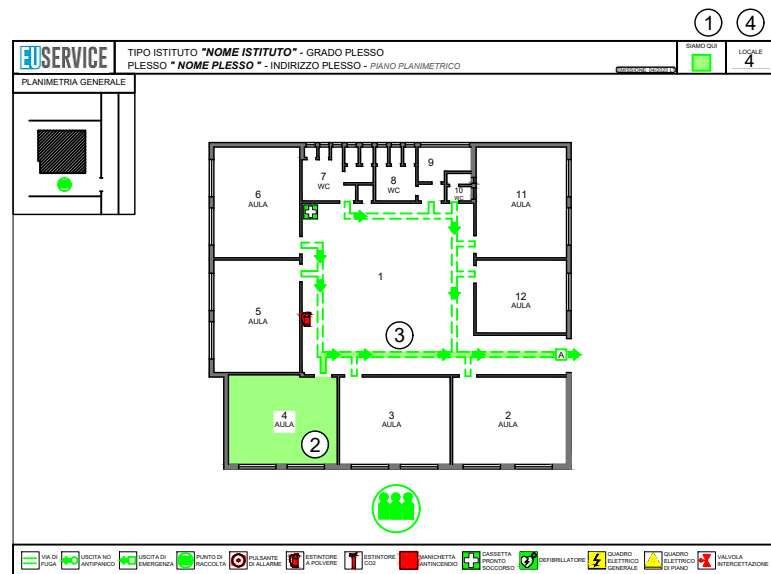 1 4
EUSERVICE
TIPO ISTITUTO "NOME ISTITUTO" - GRADO PLESSO
PLESSO " NOME PLESSO " - INDIRIZZO PLESSO - PIANO PLANIMETRICO
SIAMO QUI
LOCALE
4
PLANIMETRIA GENERALE
7
WC
8
WC
9
10
WC
6
AULA
11
AULA
1
5
AULA
12
AULA
3
A
4
AULA
2
3
AULA
2
AULA
VIA DI
FUGA
USCITA NO
ANTIPANICO
USCITA DI
EMERGENZA
PUNTO DI
RACCOLTA
PULSANTE
DI ALLARME
ESTINTORE
A POLVERE
ESTINTORE
CO2
MANICHETTA
ANTINCENDIO
CASSETTA
PRONTO
SOCCORSO
DEFIBRILLATORE
QUADRO
ELETTRICO
GENERALE
QUADRO
ELETTRICO
DI PIANO
VALVOLA
INTERCETTAZIONE